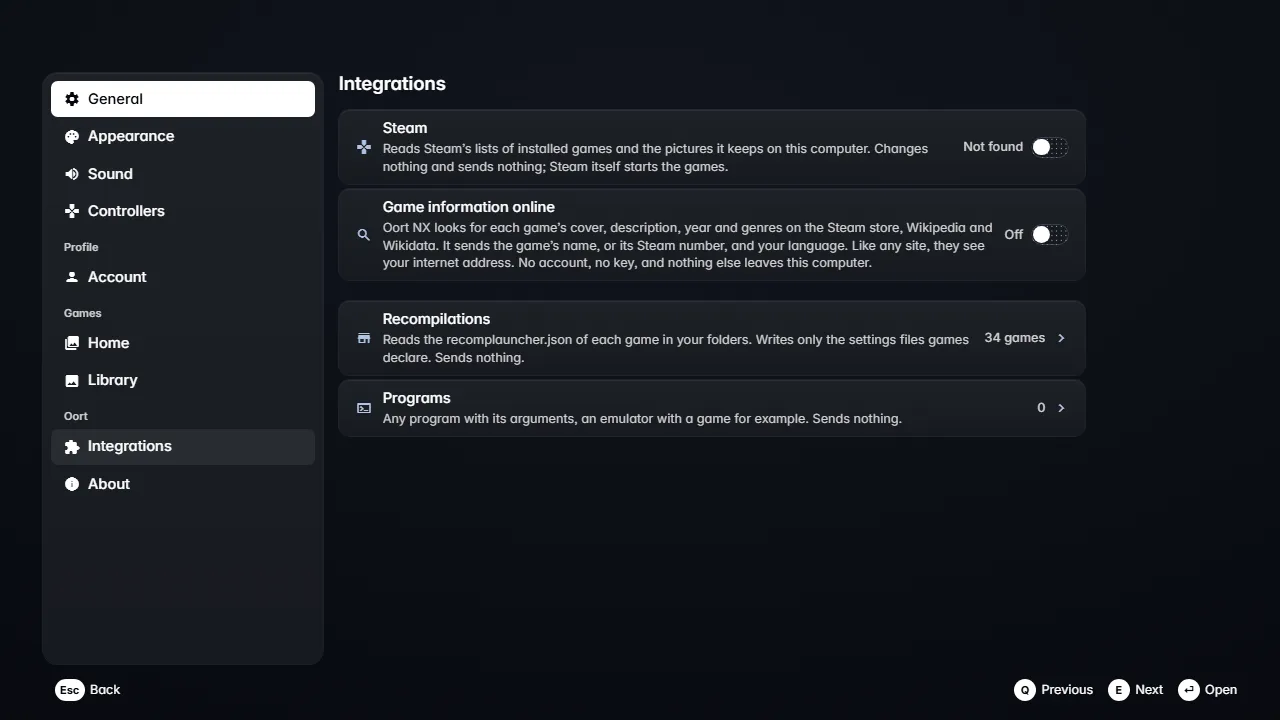 General
Appearance
Sound
Controllers
Profile
Account
Games
Home
Library
Oort
Integrations
About
Integrations
Steam
Reads Steam's lists of installed games and the pictures it keeps on this computer. Changes
nothing and sends nothing; Steam itself starts the games.
Not found
Game information online
Oort NX looks for each game's cover, description, year and genres on the Steam store, Wikipedia and
Wikidata. It sends the game's name, or its Steam number, and your language. Like any site, they see
your internet address. No account, no key, and nothing else leaves this computer.
Off
Recompilations
Reads the recomplauncher.json of each game in your folders. Writes only the settings files games
declare. Sends nothing.
34 games
Programs
Any program with its arguments, an emulator with a game for example. Sends nothing.
0
Esc Back
Q Previous E Next Open